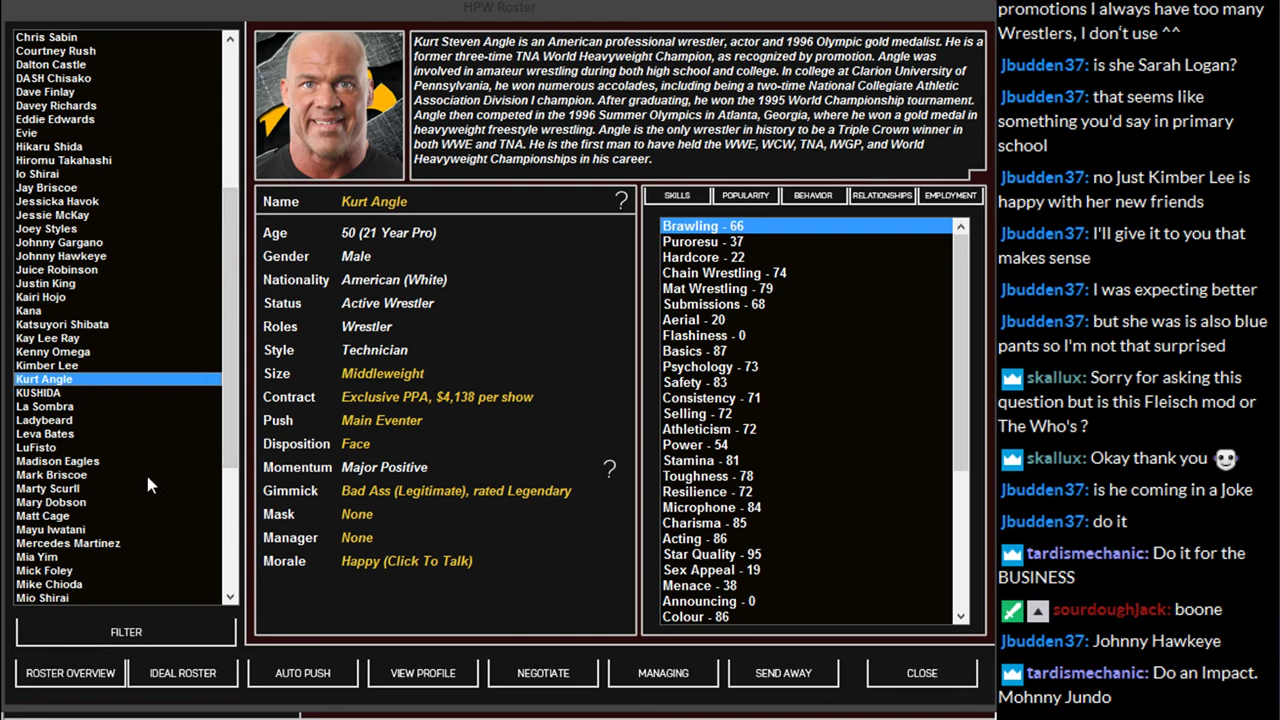 HPW Roster
Chris Sabin
Courtney Rush
Dalton Castle
DASH Chisako
Dave Finlay
Davey Richards
Eddie Edwards
Evie
Hikaru Shida
Hiromu Takahashi
Io Shirai
Jay Briscoe
Jessicka Havok
Jessie McKay
Joey Styles
Johnny Gargano
Johnny Hawkeye
Juice Robinson
Justin King
Kairi Hojo
Kana
Katsuyori Shibata
Kay Lee Ray
Kenny Omega
Kimber Lee
Kurt Angle
KUSHIDA
La Sombra
Ladybeard
Leva Bates
LuFisto
Madison Eagles
Mark Briscoe
Marty Scurll
Mary Dobson
Matt Cage
Mayu Iwatani
Mercedes Martinez
Mia Yim
Mick Foley
Mike Chioda
Mio Shirai
FILTER
Kurt Steven Angle is an American professional wrestler, actor and 1996 Olympic gold medalist. He is a
former three-time TNA World Heavyweight Champion, as recognized by promotion. Angle was
involved in amateur wrestling during both high school and college. In college at Clarion University of
Pennsylvania, he won numerous accolades, including being a two-time National Collegiate Athletic
Association Division I champion. After graduating, he won the 1995 World Championship tournament.
Angle then competed in the 1996 Summer Olympics in Atlanta, Georgia, where he won a gold medal in
heavyweight freestyle wrestling. Angle is the only wrestler in history to be a Triple Crown winner in
both WWE and TNA. He is the first man to have held the WWE, WCW, TNA, IWGP, and World
Heavyweight Championships in his career.
Name Kurt Angle ?
Age 50 (21 Year Pro)
Gender Male
Nationality American (White)
Status Active Wrestler
Roles Wrestler
Style Technician
Size Middleweight
Contract Exclusive PPA, $4,138 per show
Push Main Eventer
Disposition Face
Momentum Major Positive ?
Gimmick Bad Ass (Legitimate), rated Legendary
Mask None
Manager None
Morale Happy (Click To Talk)
SKILLS POPULARITY BEHAVIOR RELATIONSHIPS EMPLOYMENT
Brawling - 66
Puroresu - 37
Hardcore - 22
Chain Wrestling - 74
Mat Wrestling - 79
Submissions - 68
Aerial - 20
Flashiness - 0
Basics - 87
Psychology - 73
Safety - 83
Consistency - 71
Selling - 72
Athleticism - 72
Power - 54
Stamina - 81
Toughness - 78
Resilience - 72
Microphone - 84
Charisma - 85
Acting - 86
Star Quality - 95
Sex Appeal - 19
Menace - 38
Announcing - 0
Colour - 86
ROSTER OVERVIEW IDEAL ROSTER AUTO PUSH VIEW PROFILE NEGOTIATE MANAGING SEND AWAY CLOSE
promotions I always have too many
Wrestlers, I don't use ^^
Jbudden37: is she Sarah Logan?
Jbudden37: that seems like
something you'd say in primary
school
Jbudden37: no Just Kimber Lee is
happy with her new friends
Jbudden37: I'll give it to you that
makes sense
Jbudden37: I was expecting better
Jbudden37: but she was is also blue
pants so I'm not that surprised
skallux: Sorry for asking this
question but is this Fleisch mod or
The Who's ?
skallux: Okay thank you
Jbudden37: is he coming in a Joke
Jbudden37: do it
tardismechanic: Do it for the
BUSINESS
sourdoughJack: boone
Jbudden37: Johnny Hawkeye
tardismechanic: Do an Impact.
Mohnny Jundo